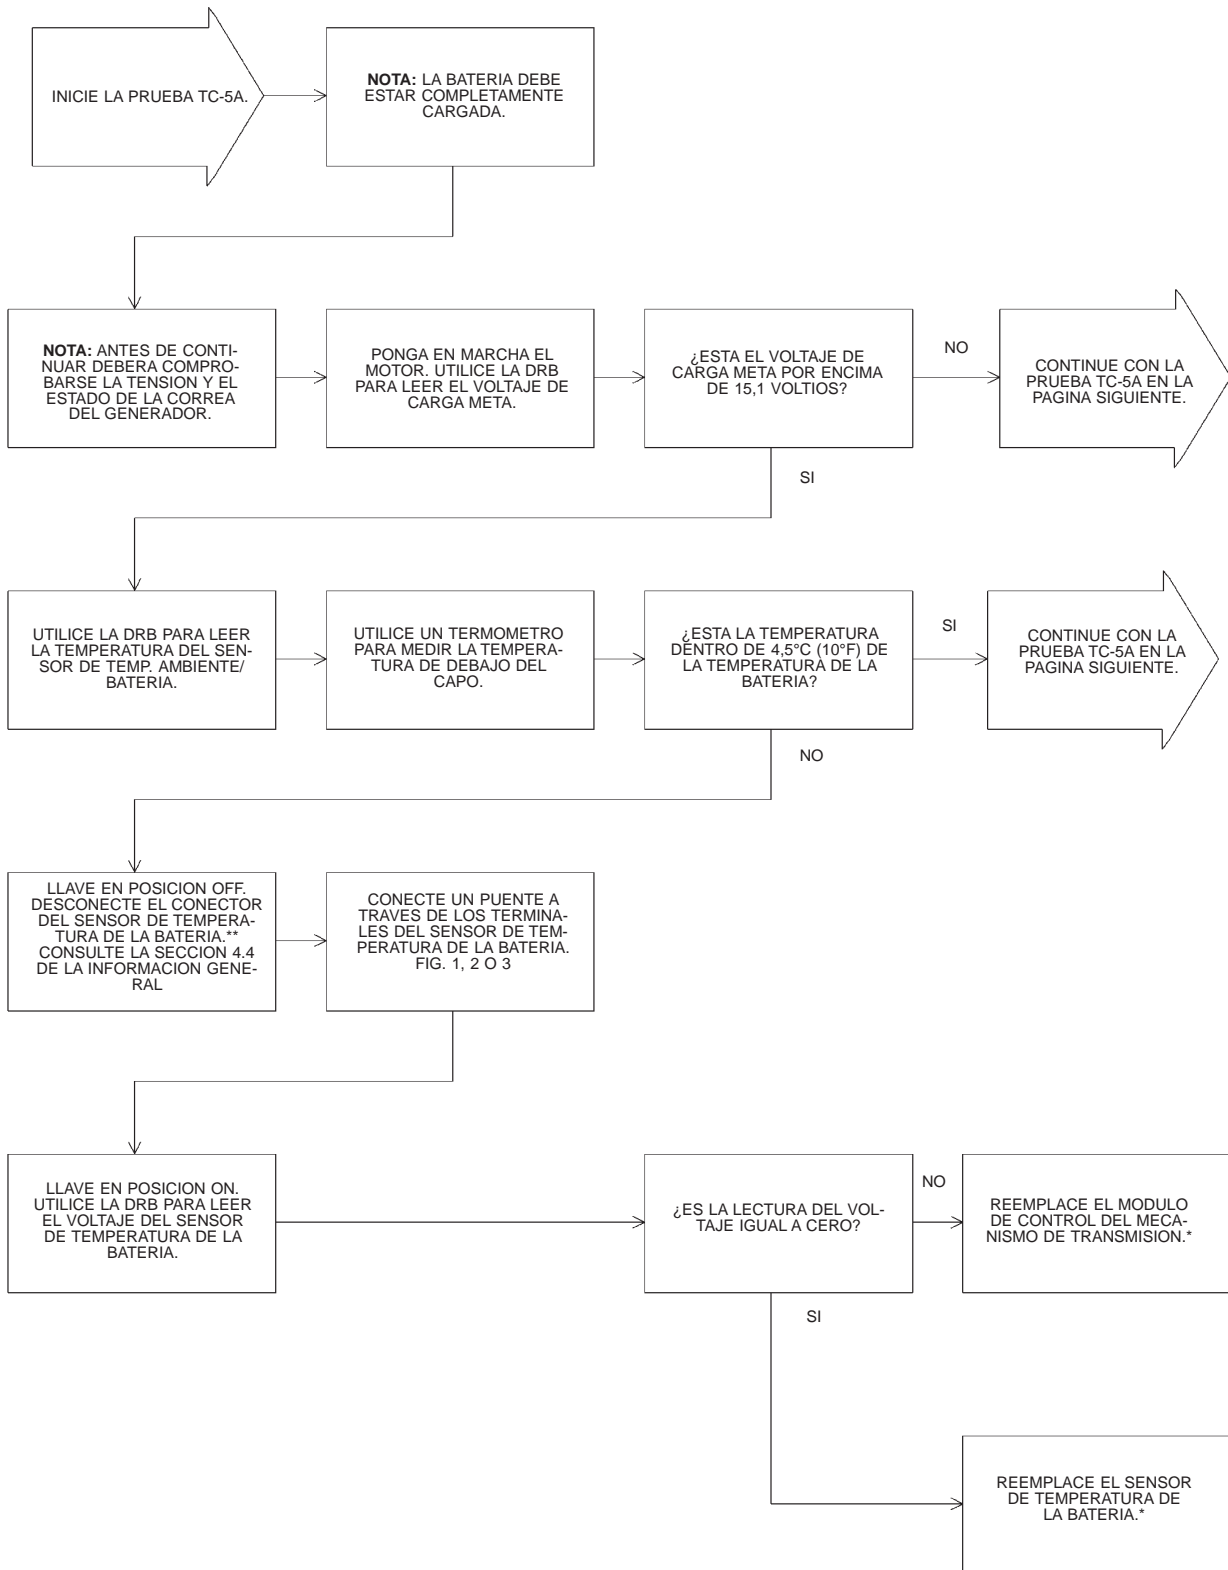 INICIE LA PRUEBA TC-5A.
NOTA: LA BATERIA DEBE
ESTAR COMPLETAMENTE
CARGADA.
NOTA: ANTES DE CONTI-
NUAR DEBERA COMPRO-
BARSE LA TENSION Y EL
ESTADO DE LA CORREA
DEL GENERADOR.
PONGA EN MARCHA EL
MOTOR. UTILICE LA DRB
PARA LEER EL VOLTAJE DE
CARGA META.
¿ESTA EL VOLTAJE DE
CARGA META POR ENCIMA
DE 15,1 VOLTIOS?
NO
CONTINUE CON LA
PRUEBA TC-5A EN LA
PAGINA SIGUIENTE.
SI
UTILICE LA DRB PARA LEER
LA TEMPERATURA DEL SEN-
SOR DE TEMP. AMBIENTE/
BATERIA.
UTILICE UN TERMOMETRO
PARA MEDIR LA TEMPERA-
TURA DE DEBAJO DEL
CAPO.
¿ESTA LA TEMPERATURA
DENTRO DE 4,5°C (10°F) DE
LA TEMPERATURA DE LA
BATERIA?
SI
CONTINUE CON LA
PRUEBA TC-5A EN LA
PAGINA SIGUIENTE.
NO
LLAVE EN POSICION OFF.
DESCONECTE EL CONECTOR
DEL SENSOR DE TEMPERA-
TURA DE LA BATERIA.**
CONSULTE LA SECCION 4.4
DE LA INFORMACION GENE-
RAL
CONECTE UN PUENTE A
TRAVES DE LOS TERMINA-
LES DEL SENSOR DE TEM-
PERATURA DE LA BATERIA.
FIG. 1, 2 O 3
LLAVE EN POSICION ON.
UTILICE LA DRB PARA LEER
EL VOLTAJE DEL SENSOR
DE TEMPERATURA DE LA
BATERIA.
¿ES LA LECTURA DEL VOL-
TAJE IGUAL A CERO?
NO
REEMPLACE EL MODULO
DE CONTROL DEL MECA-
NISMO DE TRANSMISION.*
SI
REEMPLACE EL SENSOR
DE TEMPERATURA DE
LA BATERIA.*